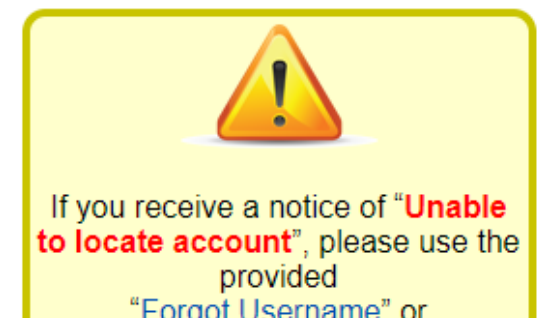 If you receive a notice of “Unable
to locate account”, please use the
provided
“Forgot Username” or